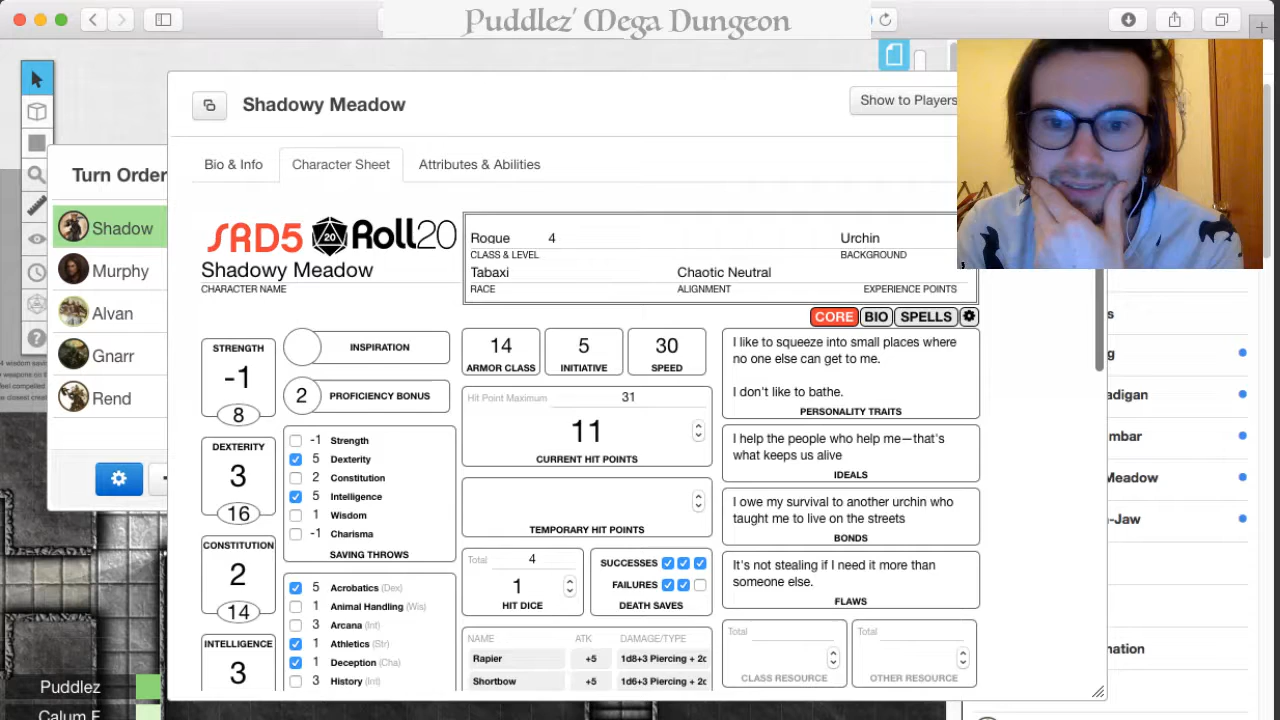 Puddlez' Mega Dungeon
Shadowy Meadow
Show to Players
Turn Order
Shadow
Murphy
Alvan
Gnarr
Rend
Bio & Info
Character Sheet
Attributes & Abilities
SRD5 20 Roll20
Shadowy Meadow
CHARACTER NAME
Rogue 4
CLASS & LEVEL
Urchin
BACKGROUND
Tabaxi
RACE
Chaotic Neutral
ALIGNMENT
EXPERIENCE POINTS
CORE BIO SPELLS
STRENGTH
-1
8
DEXTERITY
3
16
CONSTITUTION
2
14
INTELLIGENCE
3
INSPIRATION
2 PROFICIENCY BONUS
-1 Strength
5 Dexterity
2 Constitution
5 Intelligence
1 Wisdom
-1 Charisma
SAVING THROWS
5 Acrobatics (Dex)
1 Animal Handling (Wis)
3 Arcana (Int)
1 Athletics (Str)
1 Deception (Cha)
3 History (Int)
14
ARMOR CLASS
5
INITIATIVE
30
SPEED
Hit Point Maximum 31
11
CURRENT HIT POINTS
TEMPORARY HIT POINTS
Total 4
1
HIT DICE
SUCCESSES
FAILURES
DEATH SAVES
NAME ATK DAMAGE/TYPE
Rapier +5 1d8+3 Piercing + 2d
Shortbow +5 1d6+3 Piercing + 2d
I like to squeeze into small places where
no one else can get to me.
I don't like to bathe.
PERSONALITY TRAITS
I help the people who help me—that's
what keeps us alive
IDEALS
I owe my survival to another urchin who
taught me to live on the streets
BONDS
It's not stealing if I need it more than
someone else.
FLAWS
Total
CLASS RESOURCE
Total
OTHER RESOURCE
s
g
adigan
mbar
Meadow
-Jaw
nation
Puddlez
Calum F